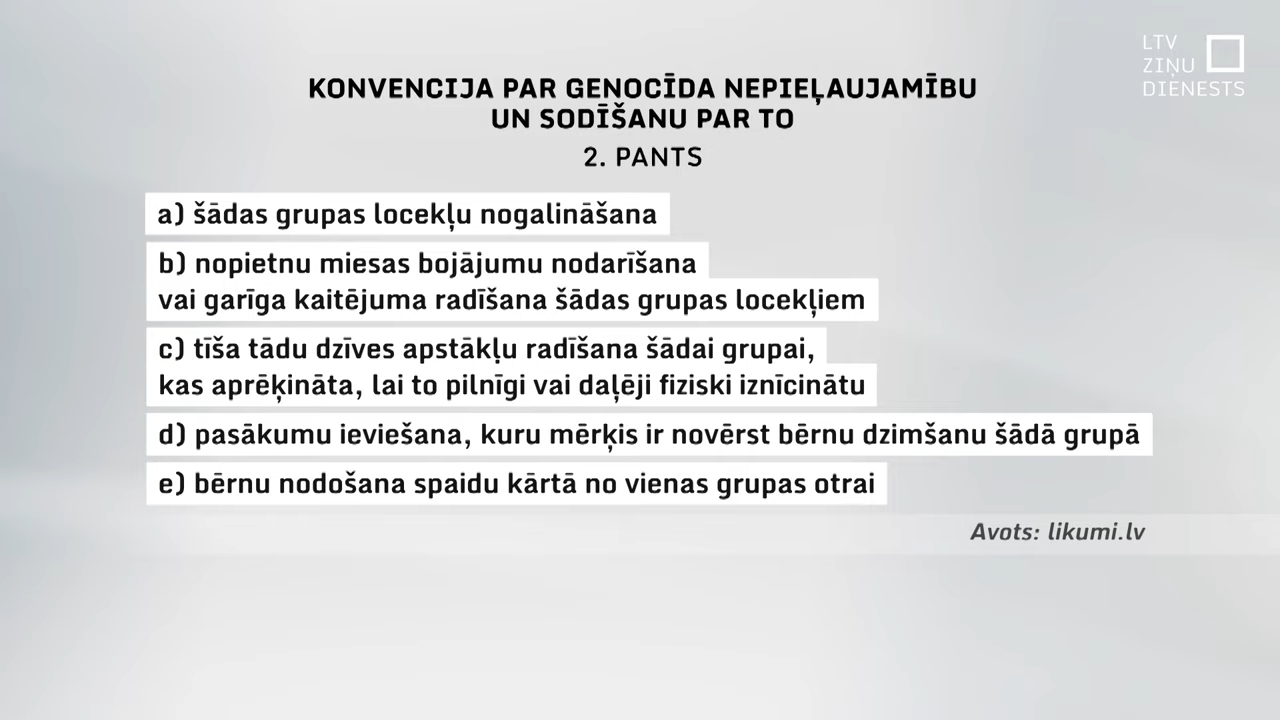 LTV
ZIŅU
DIENESTS
KONVENCIJA PAR GENOCĪDA NEPIEĻAUJAMĪBU
UN SODĪŠANU PAR TO
2. PANTS
a) šādas grupas locekļu nogalināšana
b) nopietnu miesas bojājumu nodarīšana
vai garīga kaitējuma radīšana šādas grupas locekļiem
c) tīša tādu dzīves apstākļu radīšana šādai grupai,
kas aprēķināta, lai to pilnīgi vai daļēji fiziski iznīcinātu
d) pasākumu ieviešana, kuru mērķis ir novērst bērnu dzimšanu šādā grupā
e) bērnu nodošana spaidu kārtā no vienas grupas otrai
Avots: likumi.lv